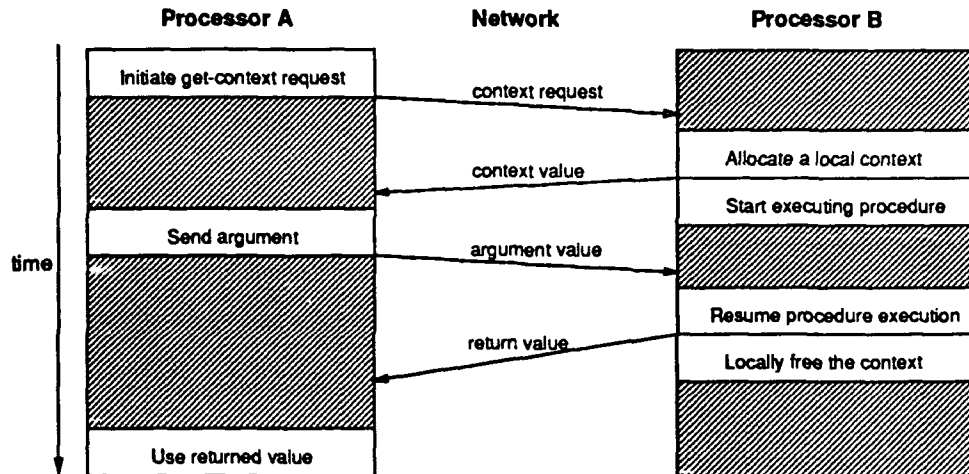 Processor A
Network
Processor B
Initiate get-context request
context request
Allocate a local context
context value
Start executing procedure
Send argument
argument value
time
Resume procedure execution
return value
Locally free the context
Use returned value